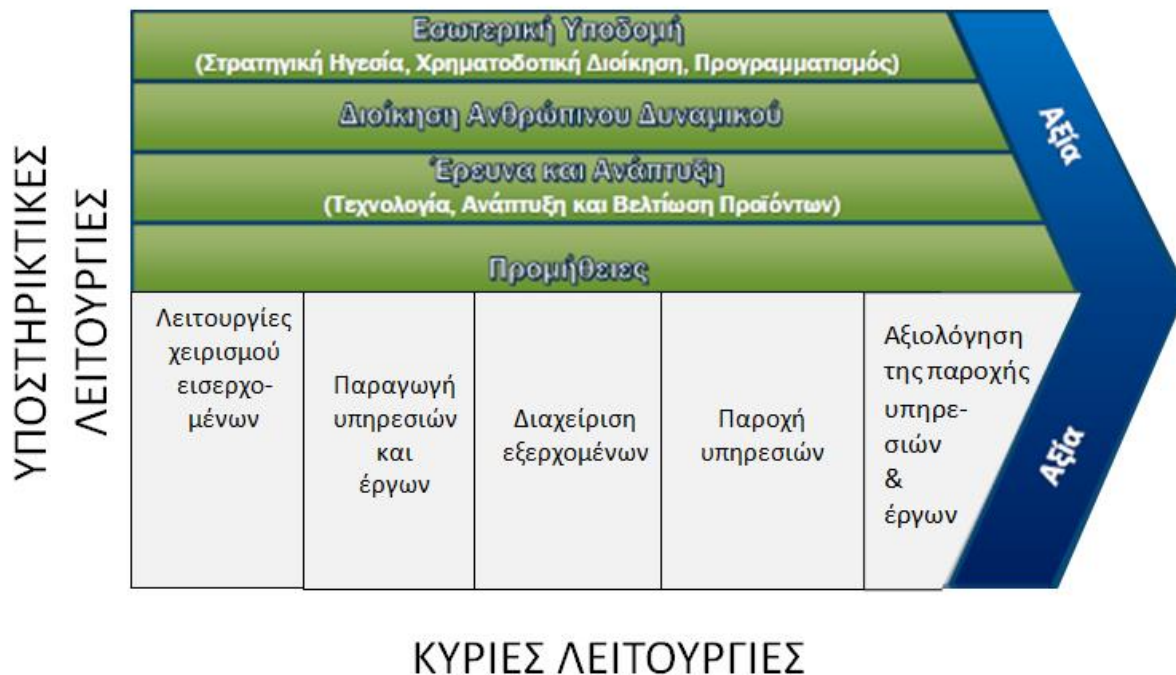 ΥΠΟΣΤΗΡΙΚΤΙΚΕΣ
ΛΕΙΤΟΥΡΓΙΕΣ
Εσωτερική Υποδομή
(Στρατηγική Ηγεσία, Χρηματοδοτική Διοίκηση, Προγραμματισμός)
Διοίκηση Ανθρώπινου Δυναμικού
Έρευνα και Ανάπτυξη
(Τεχνολογία, Ανάπτυξη και Βελτίωση Προϊόντων)
Προμήθειες
Αξία
Λειτουργίες
χειρισμού
εισερχο-
μένων
Παραγωγή
υπηρεσιών
και
έργων
Διαχείριση
εξερχομένων
Παροχή
υπηρεσιών
Αξιολόγηση
της παροχής
υπηρε-
σιών
&
έργων
Αξία
ΚΥΡΙΕΣ ΛΕΙΤΟΥΡΓΙΕΣ